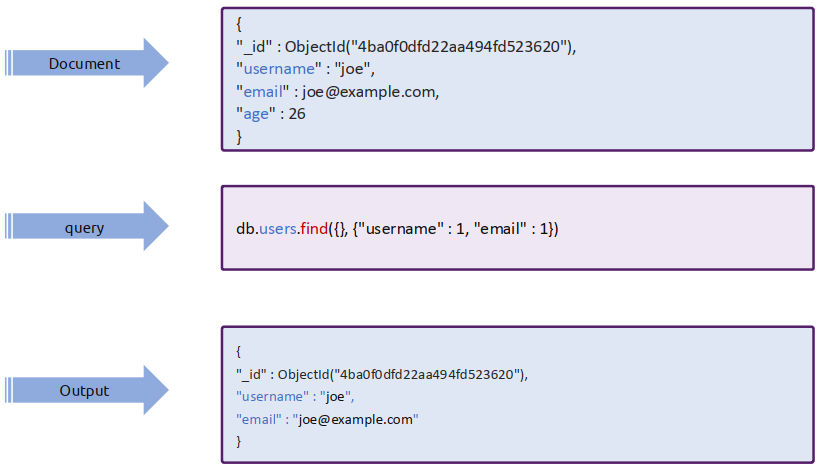 Document
{
"_id" : ObjectId("4ba0f0dfd22aa494fd523620"),
"username" : "joe",
"email" : joe@example.com,
"age" : 26
}
query
db.users.find({}, {"username" : 1, "email" : 1})
Output
{
"_id" : ObjectId("4ba0f0dfd22aa494fd523620"),
"username" : "joe",
"email" : "joe@example.com"
}